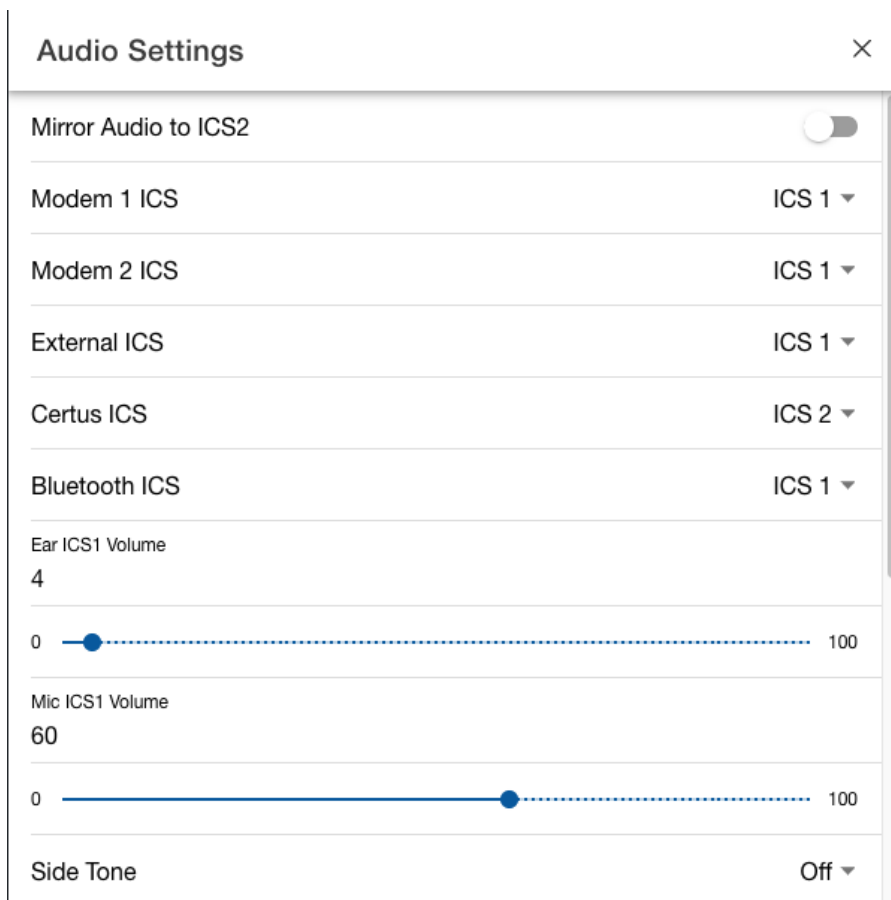 Audio Settings
Mirror Audio to ICS2
Modem 1 ICS ICS 1
Modem 2 ICS ICS 1
External ICS ICS 1
Certus ICS ICS 2
Bluetooth ICS ICS 1
Ear ICS1 Volume
4
0 100
Mic ICS1 Volume
60
0 100
Side Tone Off